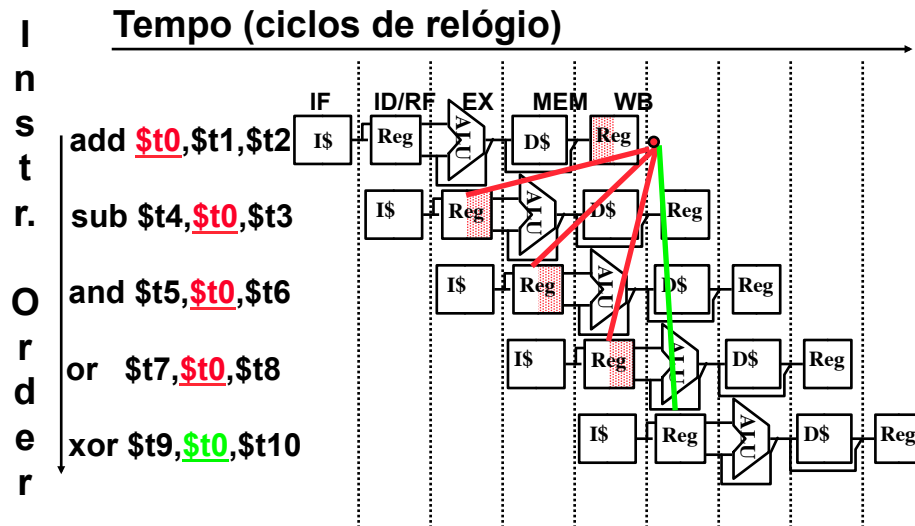 Tempo (ciclos de relógio)
Instr. Order
IF ID/RF EX MEM WB
add $t0,$t1,$t2 I$ Reg ALU D$ Reg
sub $t4,$t0,$t3 I$ Reg ALU D$ Reg
and $t5,$t0,$t6 I$ Reg ALU D$ Reg
or $t7,$t0,$t8 I$ Reg ALU D$ Reg
xor $t9,$t0,$t10 I$ Reg ALU D$ Reg